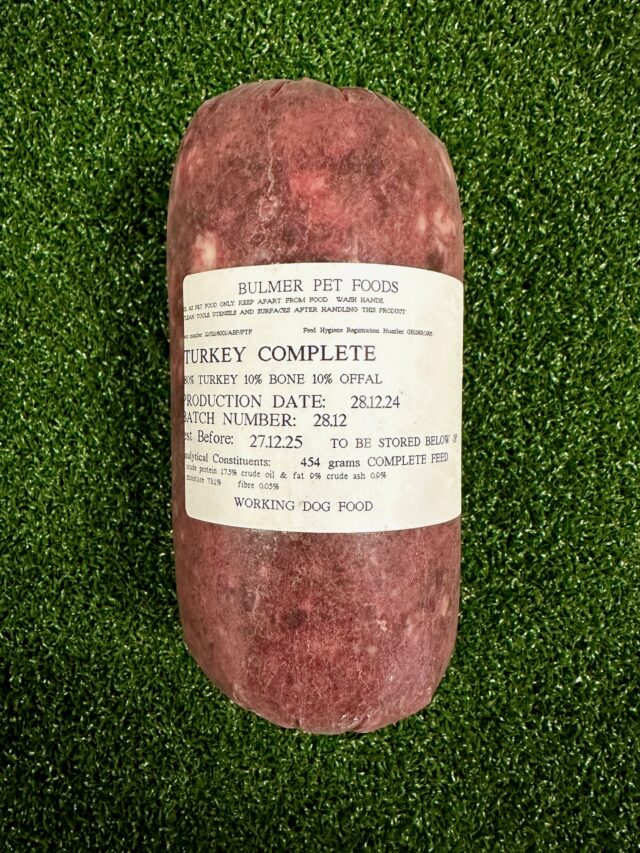 BULMER PET FOODS
AS PET FOOD ONLY KEEP APART FROM FOOD. WASH HANDS,
CLEAN TOOLS UTENSILS AND SURFACES AFTER HANDLING THIS PRODUCT
number Feed Hygiene Registration Number
TURKEY COMPLETE
80% TURKEY 10% BONE 10% OFFAL
PRODUCTION DATE: 28.12.24
BATCH NUMBER: 28.12
est Before: 27.12.25 TO BE STORED BELOW
nalytical Constituents: 454 grams COMPLETE FEED
crude protein 17.5% crude oil & fat 9% crude ash 0.9%
moisture 73.1% fibre 0.05%
WORKING DOG FOOD